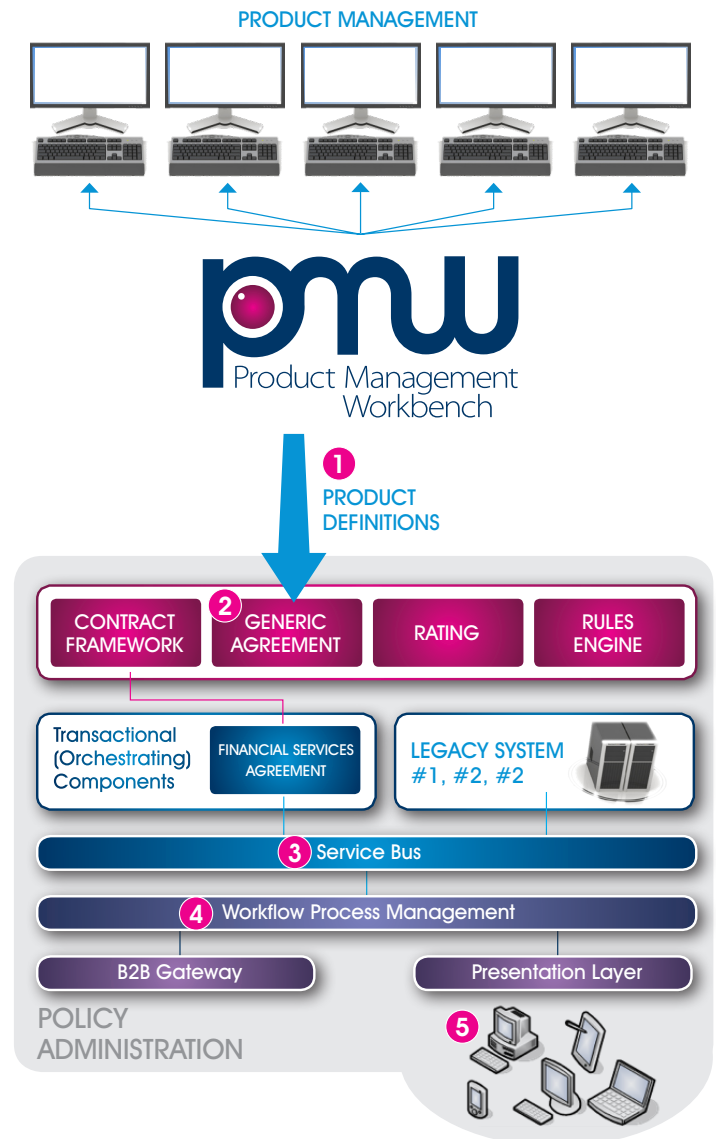 PRODUCT MANAGEMENT
pmw
Product Management
Workbench
1
PRODUCT
DEFINITIONS
CONTRACT
FRAMEWORK
2
GENERIC
AGREEMENT
RATING
RULES
ENGINE
Transactional
(Orchestrating)
Components
FINANCIAL SERVICES
AGREEMENT
LEGACY SYSTEM
#1, #2, #2
3 Service Bus
4 Workflow Process Management
B2B Gateway
Presentation Layer
POLICY
ADMINISTRATION
5